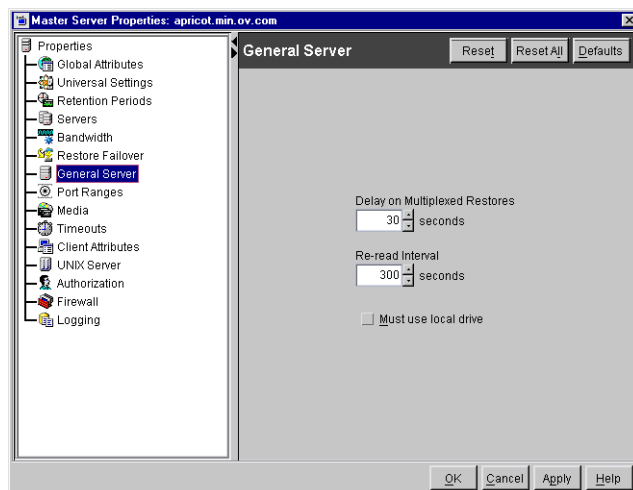 Master Server Properties: apricot.min.ov.com
Properties
Global Attributes
Universal Settings
Retention Periods
Servers
Bandwidth
Restore Failover
General Server
Port Ranges
Media
Timeouts
Client Attributes
UNIX Server
Authorization
Firewall
Logging
General Server
Reset
Reset All
Defaults
Delay on Multiplexed Restores
30 seconds
Re-read Interval
300 seconds
Must use local drive
OK
Cancel
Apply
Help